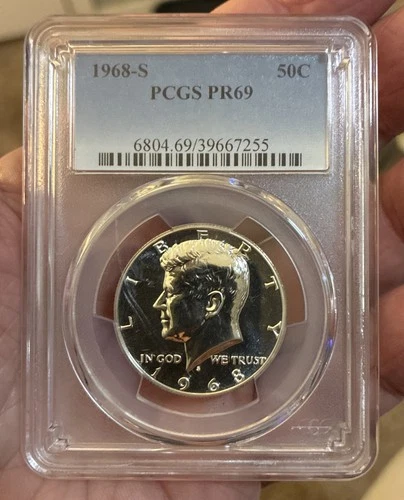 1968-S 50C
PCGS PR69
6804.69/39667255
LIBERTY
IN GOD WE TRUST
S
1968